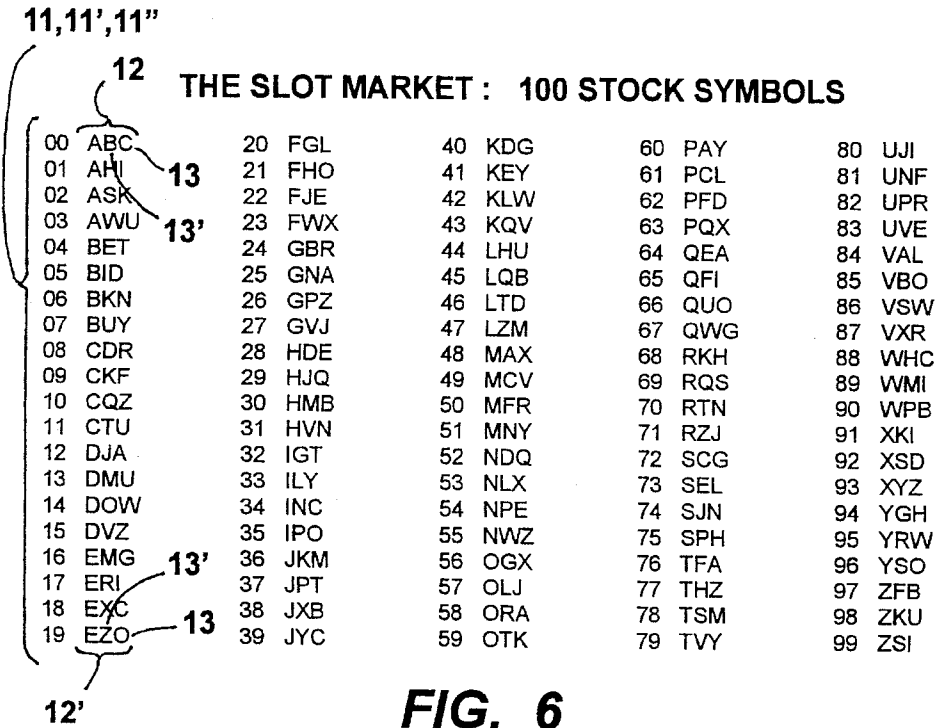 11,11',11"
12
THE SLOT MARKET : 100 STOCK SYMBOLS
00 ABC 20 FGL 40 KDG 60 PAY 80 UJI
01 AHI 13 21 FHO 41 KEY 61 PCL 81 UNF
02 ASK 22 FJE 42 KLW 62 PFD 82 UPR
03 AWU 13' 23 FWX 43 KQV 63 PQX 83 UVE
04 BET 24 GBR 44 LHU 64 QEA 84 VAL
05 BID 25 GNA 45 LQB 65 QFI 85 VBO
06 BKN 26 GPZ 46 LTD 66 QUO 86 VSW
07 BUY 27 GVJ 47 LZM 67 QWG 87 VXR
08 CDR 28 HDE 48 MAX 68 RKH 88 WHC
09 CKF 29 HJQ 49 MCV 69 RQS 89 WMI
10 CQZ 30 HMB 50 MFR 70 RTN 90 WPB
11 CTU 31 HVN 51 MNY 71 RZJ 91 XKI
12 DJA 32 IGT 52 NDQ 72 SCG 92 XSD
13 DMU 33 ILY 53 NLX 73 SEL 93 XYZ
14 DOW 34 INC 54 NPE 74 SJN 94 YGH
15 DVZ 35 IPO 55 NWZ 75 SPH 95 YRW
16 EMG 13' 36 JKM 56 OGX 76 TFA 96 YSO
17 ERI 37 JPT 57 OLJ 77 THZ 97 ZFB
18 EXC 13 38 JXB 58 ORA 78 TSM 98 ZKU
19 EZO 39 JYC 59 OTK 79 TVY 99 ZSI
12'
FIG. 6